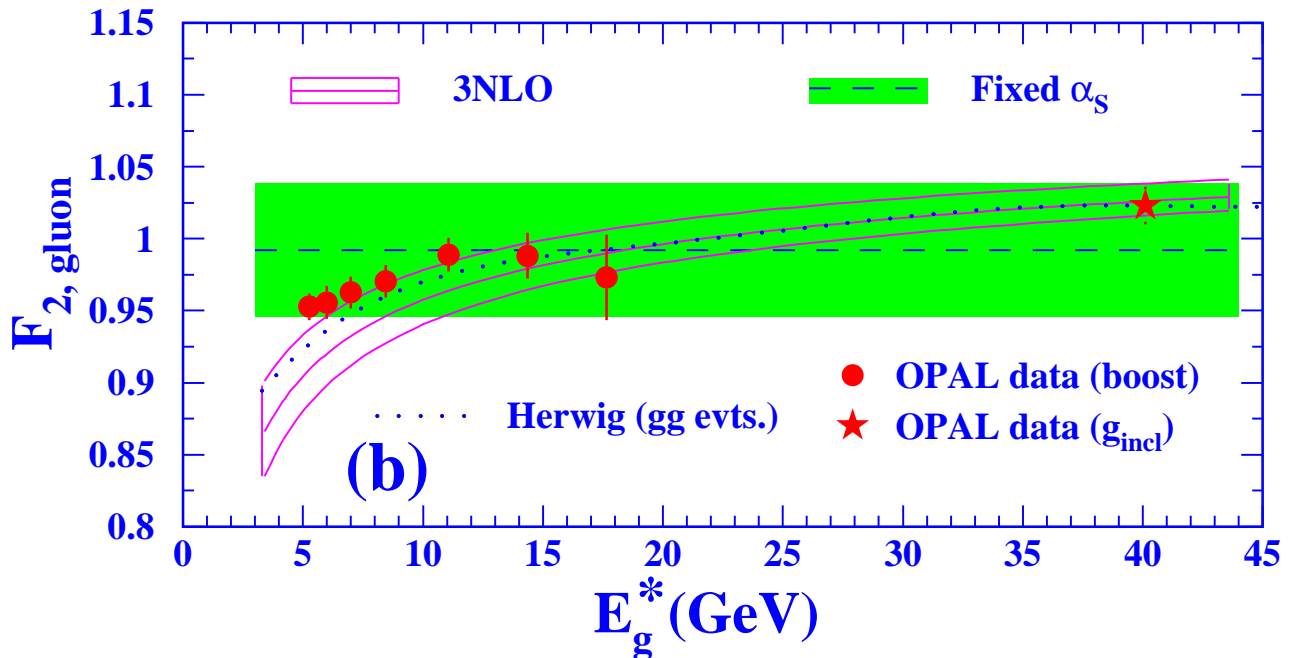 1.15
1.1
1.05
1
0.95
0.9
0.85
0.8
F2, gluon
3NLO
Fixed αS
OPAL data (boost)
Herwig (gg evts.)
OPAL data (gincl)
(b)
0 5 10 15 20 25 30 35 40 45
Eg* (GeV)